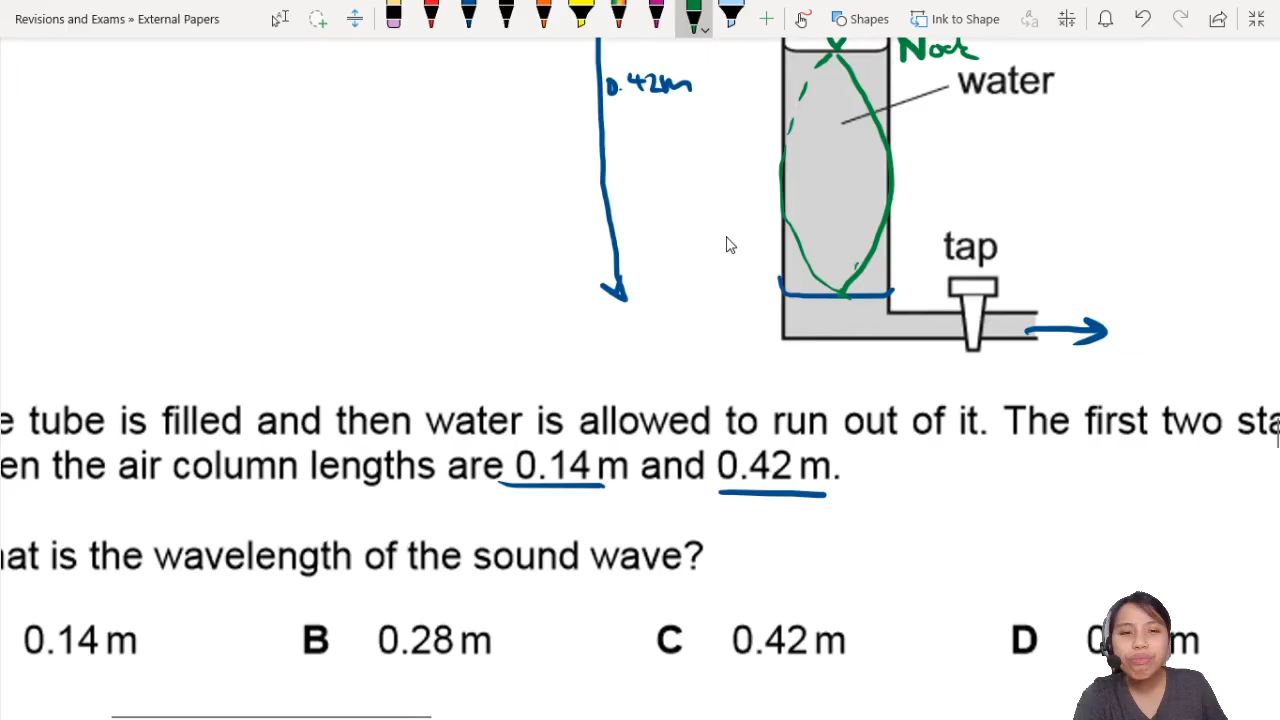 Revisions and Exams » External Papers
Shapes
Ink to Shape
Node
0.42m
water
tap
e tube is filled and then water is allowed to run out of it. The first two sta
en the air column lengths are 0.14 m and 0.42 m.
at is the wavelength of the sound wave?
0.14 m B 0.28 m C 0.42 m D 0 m